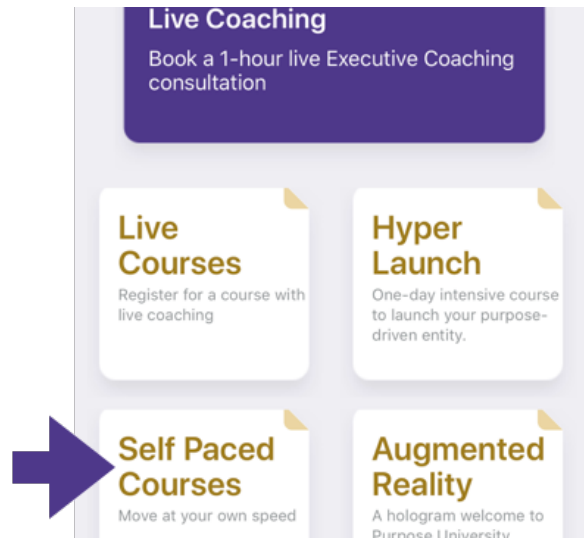 Live Coaching
Book a 1-hour live Executive Coaching
consultation
Live
Courses
Register for a course with
live coaching
Hyper
Launch
One-day intensive course
to launch your purpose-
driven entity.
Self Paced
Courses
Move at your own speed
Augmented
Reality
A hologram welcome to
Purpose University